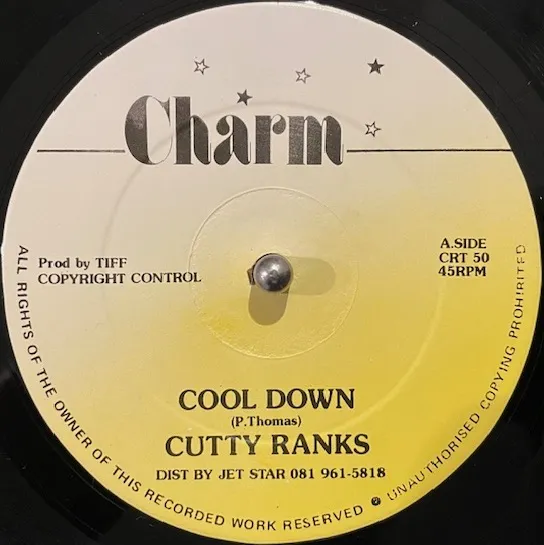 Charm
Prod by TIFF
COPYRIGHT CONTROL
A.SIDE
CRT 50
45RPM
COOL DOWN
(P.Thomas)
CUTTY RANKS
DIST BY JET STAR 081 961-5818
ALL RIGHTS OF THE OWNER OF THIS RECORDED WORK RESERVED ● UNAUTHORISED COPYING PROHIBITED